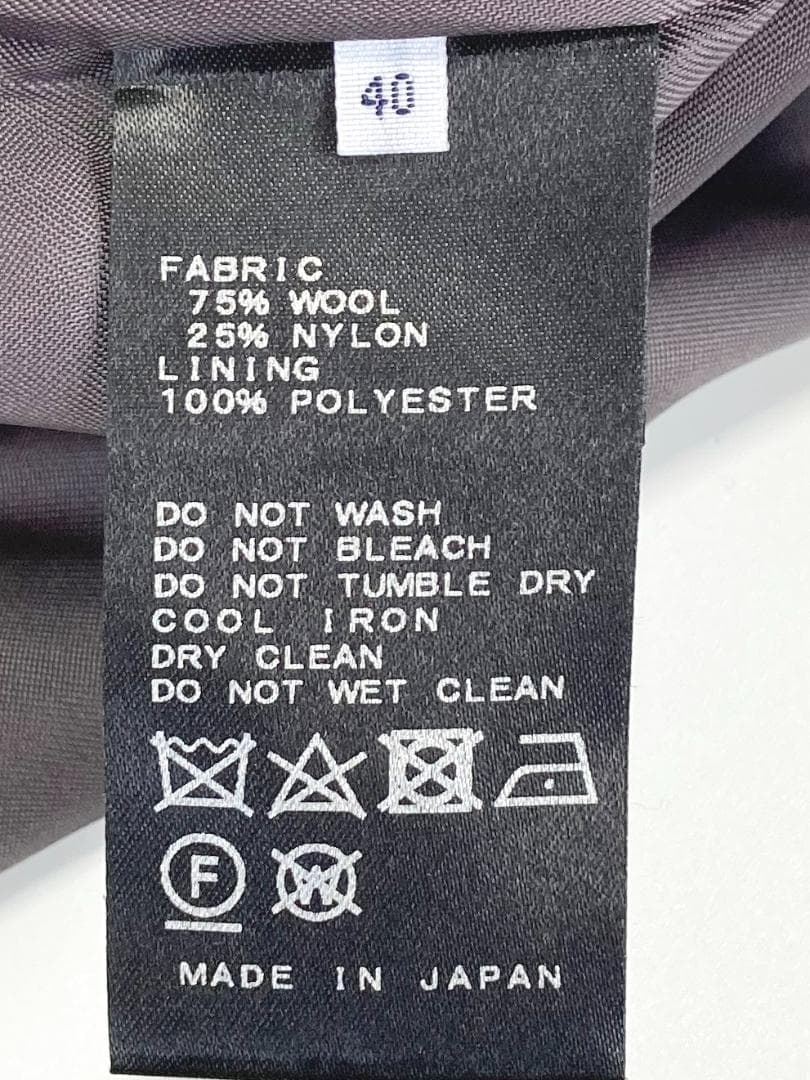 40
FABRIC
75% WOOL
25% NYLON
LINING
100% POLYESTER
DO NOT WASH
DO NOT BLEACH
DO NOT TUMBLE DRY
COOL IRON
DRY CLEAN
DO NOT WET CLEAN
F W
MADE IN JAPAN